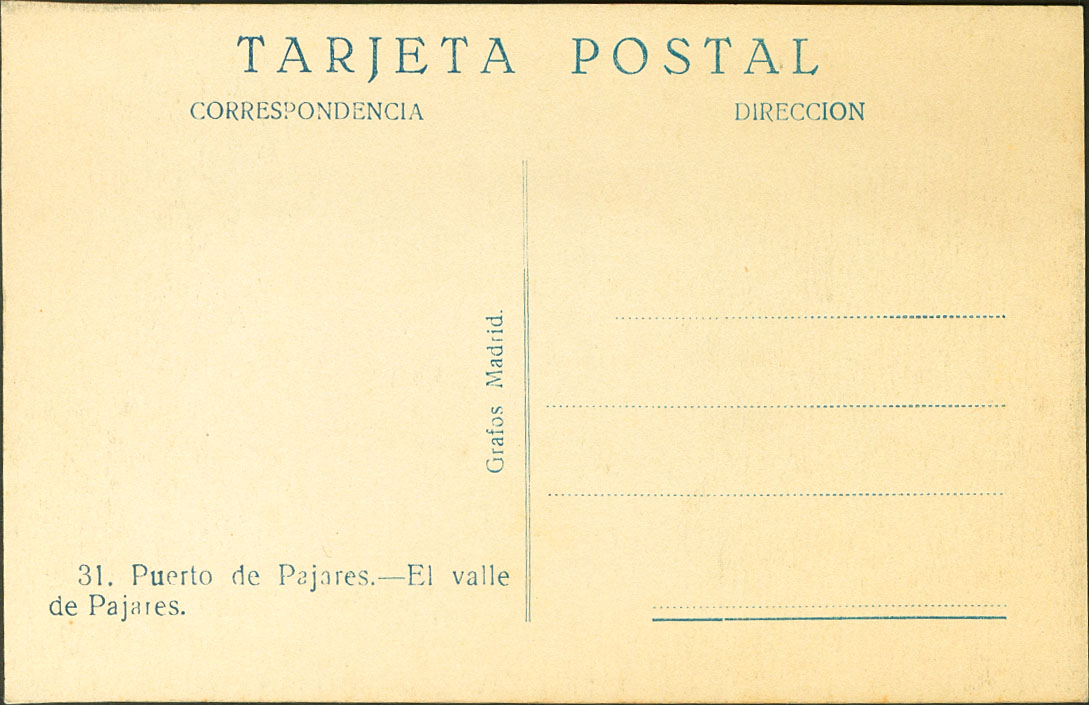 TARJETA POSTAL
CORRESPONDENCIA
DIRECCION
Grafos Madrid.
31. Puerto de Pajares.—El valle
de Pajares.